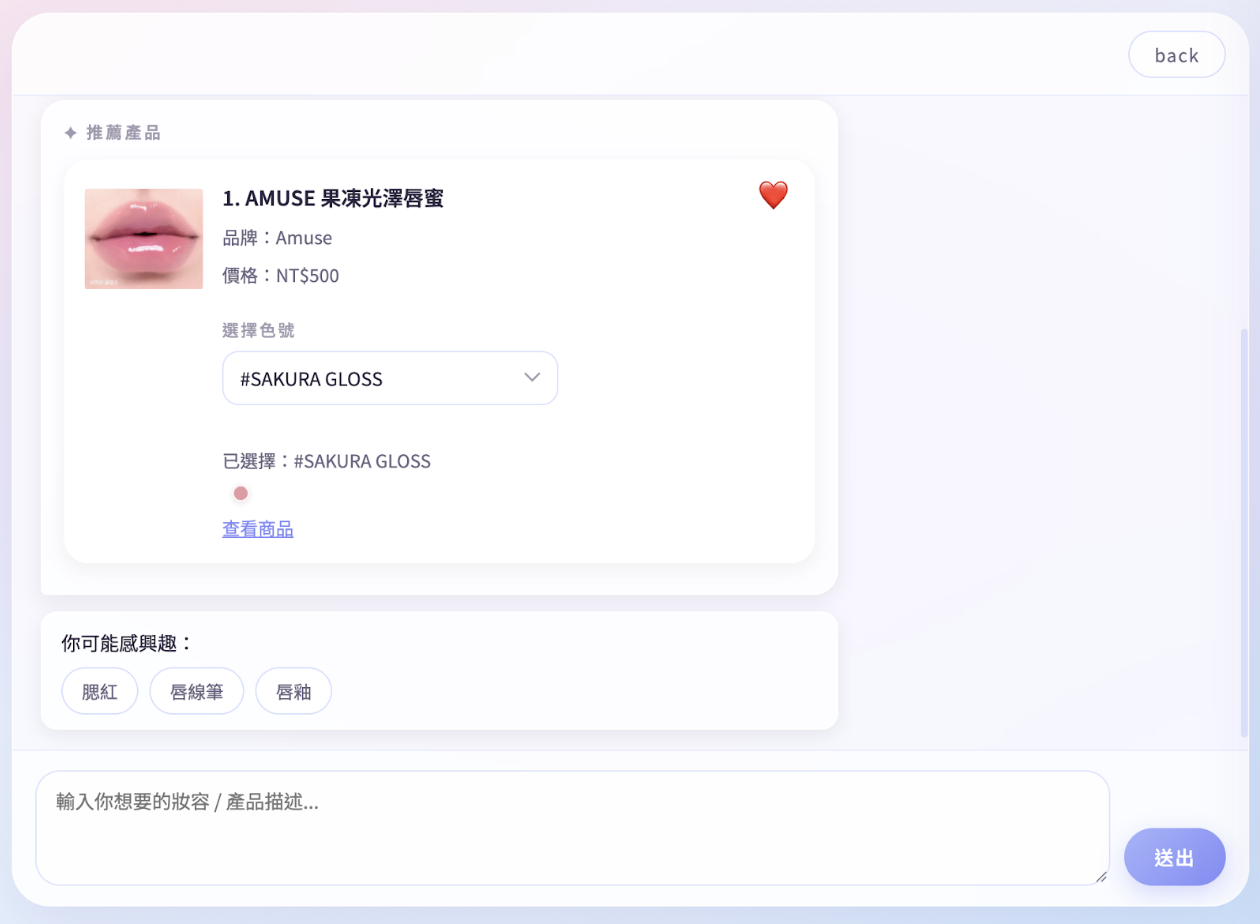 back
✦ 推薦產品
1. AMUSE 果凍光澤唇蜜
品牌：Amuse
價格：NT$500
選擇色號
#SAKURA GLOSS
已選擇：#SAKURA GLOSS
查看商品
你可能感興趣：
腮紅 唇線筆 唇釉
輸入你想要的妝容 / 產品描述...
送出